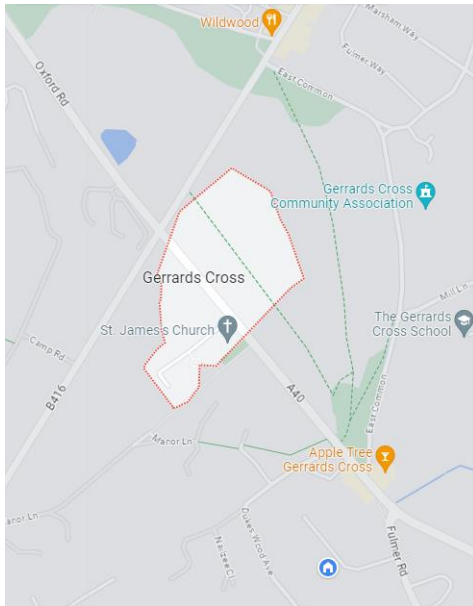 Wildwood
Marsham Way
Fulmer Way
Oxford Rd
East Common
Gerrards Cross
Community Association
Gerrards Cross
St. James's Church
Mill Ln
The Gerrards
Cross School
Camp Rd
B416
A40
East Common
Manor Ln
Apple Tree
Gerrards Cross
anor Ln
Dukes Wood Ave
Nailzee Cl
Fulmer Rd